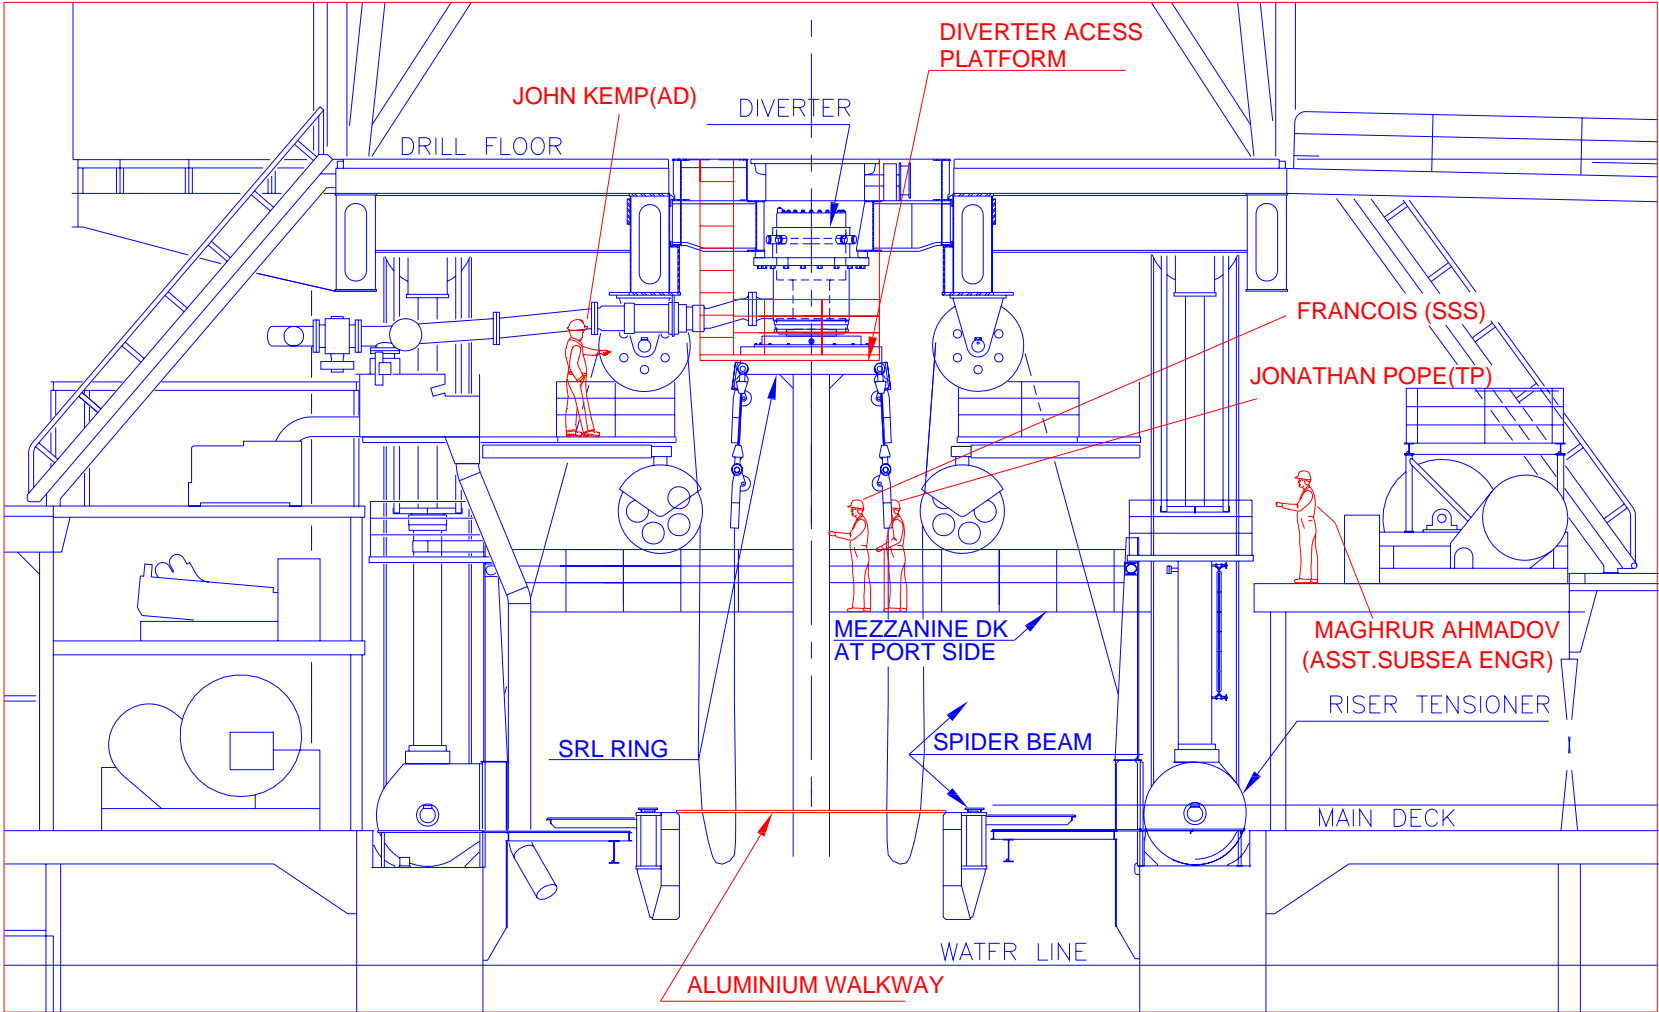 DIVERTER ACESS
PLATFORM
JOHN KEMP(AD)
DIVERTER
DRILL FLOOR
FRANCOIS (SSS)
JONATHAN POPE(TP)
MEZZANINE DK
AT PORT SIDE
MAGHRUR AHMADOV
(ASST.SUBSEA ENGR)
RISER TENSIONER
SRL RING
SPIDER BEAM
MAIN DECK
WATFR LINE
ALUMINIUM WALKWAY